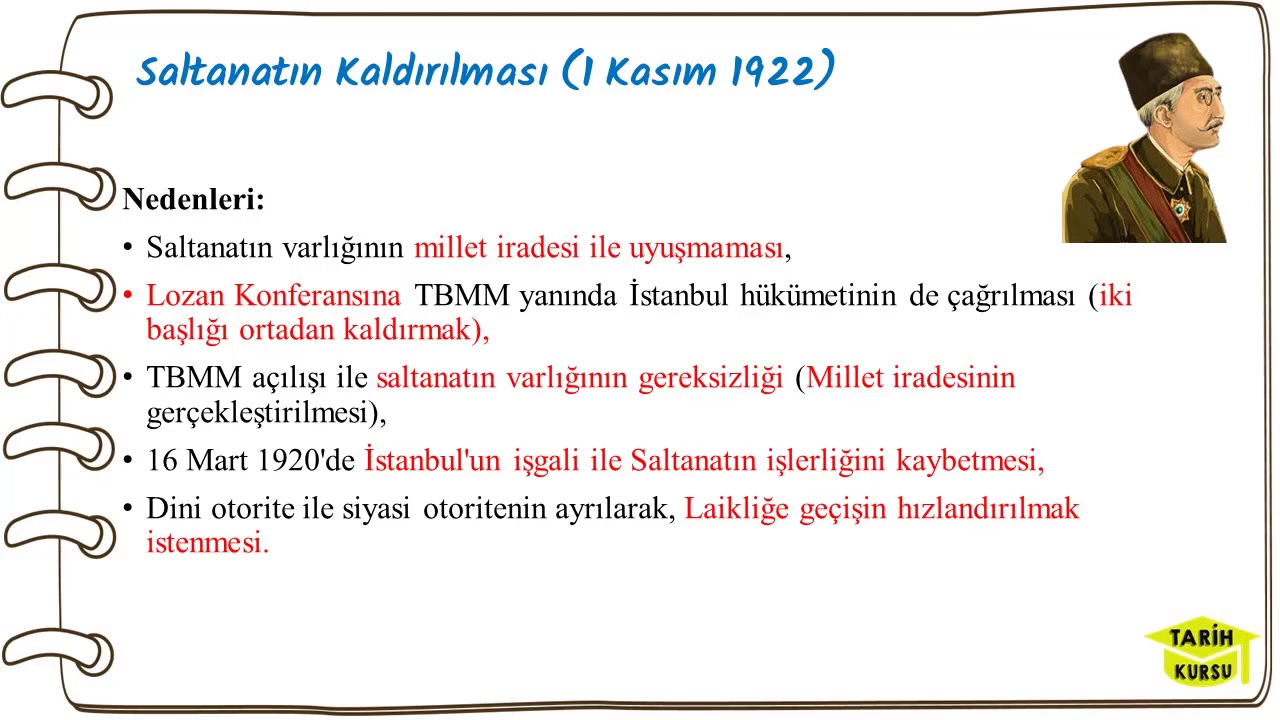 Saltanatın Kaldırılması (1 Kasım 1922)
Nedenleri:
• Saltanatın varlığının millet iradesi ile uyuşmaması,
• Lozan Konferansına TBMM yanında İstanbul hükümetinin de çağrılması (iki
başlığı ortadan kaldırmak),
• TBMM açılışı ile saltanatın varlığının gereksizliği (Millet iradesinin
gerçekleştirilmesi),
• 16 Mart 1920'de İstanbul'un işgali ile Saltanatın işlerliğini kaybetmesi,
• Dini otorite ile siyasi otoritenin ayrılarak, Laikliğe geçişin hızlandırılmak
istenmesi.
TARİH
KURSU